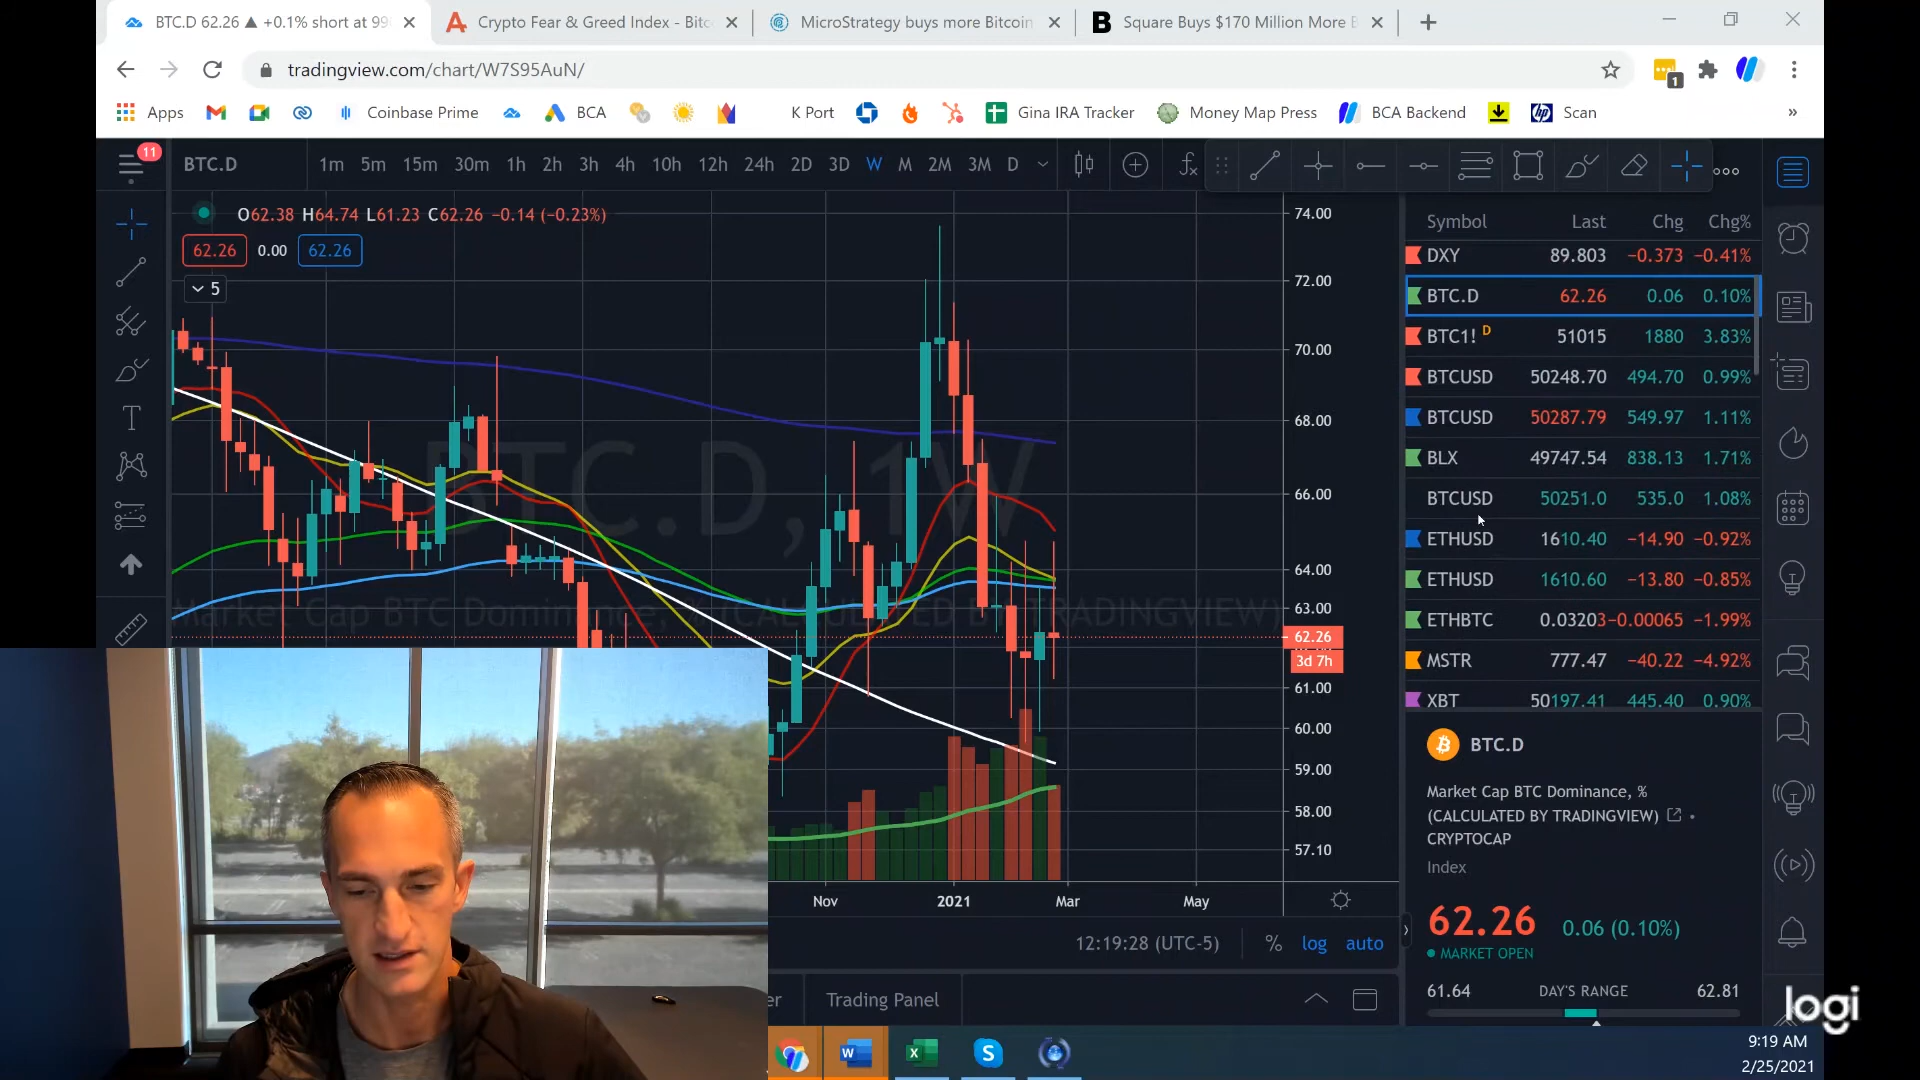 BTC.D 62.26 ▲ +0.1% short at 99
Crypto Fear & Greed Index - Bitc
MicroStrategy buys more Bitcoin
Square Buys $170 Million More B
tradingview.com/chart/W7S95AuN/
1
Apps
Coinbase Prime
BCA
K Port
Gina IRA Tracker
Money Map Press
BCA Backend
Scan
»
11
BTC.D
1m 5m 15m 30m 1h 2h 3h 4h 10h 12h 24h 2D 3D W M 2M 3M D
O62.38 H64.74 L61.23 C62.26 −0.14 (−0.23%)
62.26 0.00 62.26
5
BTC.D, 1W
Market Cap BTC Dominance, % (CALCULATED BY TRADINGVIEW)
74.00
72.00
70.00
68.00
66.00
64.00
63.00
62.26
3d 7h
61.00
60.00
59.00
58.00
57.10
Nov 2021 Mar May
12:19:28 (UTC-5) % log auto
er Trading Panel
Symbol Last Chg Chg%
DXY 89.803 −0.373 −0.41%
BTC.D 62.26 0.06 0.10%
BTC1! D 51015 1880 3.83%
BTCUSD 50248.70 494.70 0.99%
BTCUSD 50287.79 549.97 1.11%
BLX 49747.54 838.13 1.71%
BTCUSD 50251.0 535.0 1.08%
ETHUSD 1610.40 −14.90 −0.92%
ETHUSD 1610.60 −13.80 −0.85%
ETHBTC 0.03203 −0.00065 −1.99%
MSTR 777.47 −40.22 −4.92%
XBT 50197.41 445.40 0.90%
BTC.D
Market Cap BTC Dominance, %
(CALCULATED BY TRADINGVIEW) •
CRYPTOCAP
Index
62.26 0.06 (0.10%)
MARKET OPEN
61.64 DAY'S RANGE 62.81
logi
9:19 AM
2/25/2021